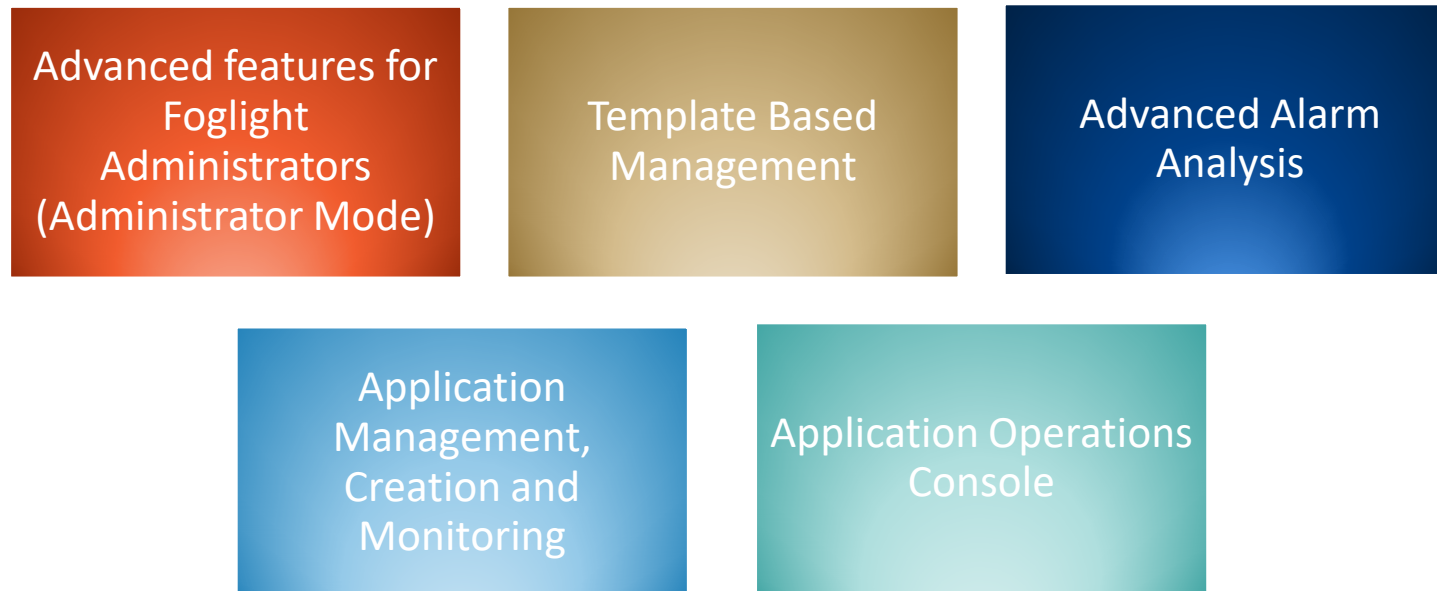 Advanced features for
Foglight
Administrators
(Administrator Mode)
Template Based
Management
Advanced Alarm
Analysis
Application
Management,
Creation and
Monitoring
Application Operations
Console